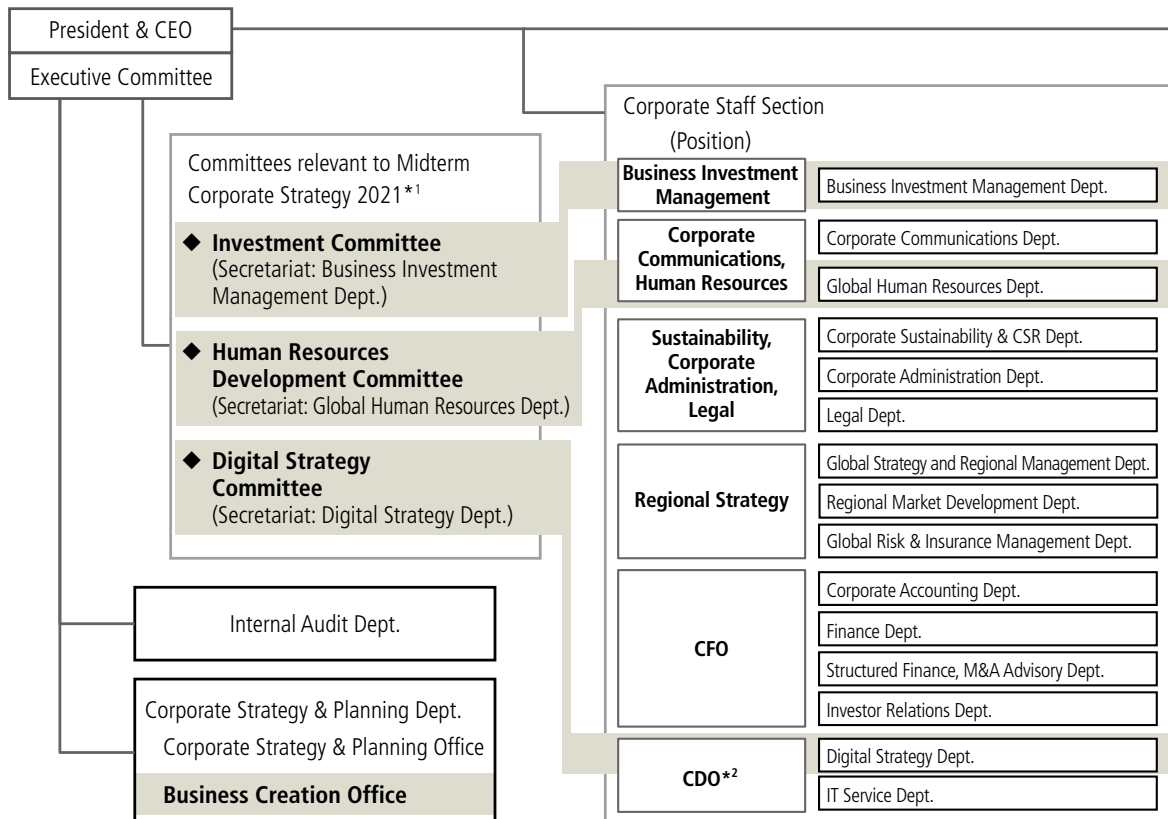 President & CEO
Executive Committee
Committees relevant to Midterm
Corporate Strategy 2021*1
◆ Investment Committee
(Secretariat: Business Investment
Management Dept.)
◆ Human Resources
Development Committee
(Secretariat: Global Human Resources Dept.)
◆ Digital Strategy
Committee
(Secretariat: Digital Strategy Dept.)
Internal Audit Dept.
Corporate Strategy & Planning Dept.
Corporate Strategy & Planning Office
Business Creation Office
Corporate Staff Section
(Position)
Business Investment
Management
Business Investment Management Dept.
Corporate
Communications,
Human Resources
Corporate Communications Dept.
Global Human Resources Dept.
Sustainability,
Corporate
Administration,
Legal
Corporate Sustainability & CSR Dept.
Corporate Administration Dept.
Legal Dept.
Regional Strategy
Global Strategy and Regional Management Dept.
Regional Market Development Dept.
Global Risk & Insurance Management Dept.
CFO
Corporate Accounting Dept.
Finance Dept.
Structured Finance, M&A Advisory Dept.
Investor Relations Dept.
CDO*2
Digital Strategy Dept.
IT Service Dept.